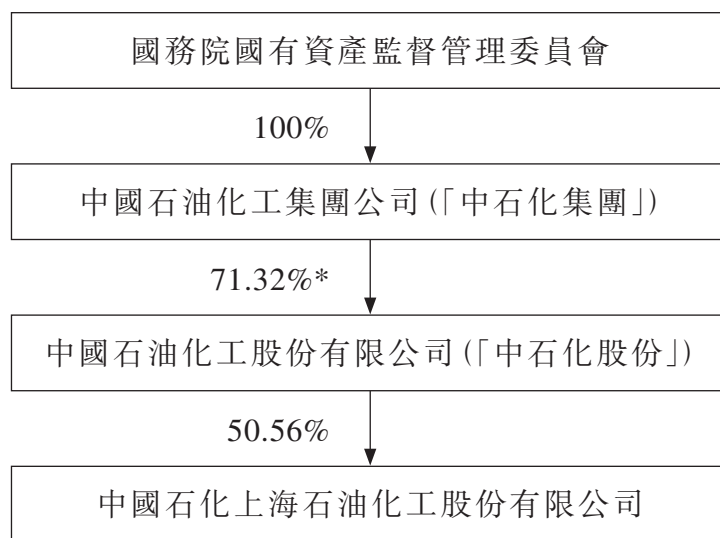 國務院國有資產監督管理委員會
100%
中國石油化工集團公司(「中石化集團」)
71.32%*
中國石油化工股份有限公司(「中石化股份」)
50.56%
中國石化上海石油化工股份有限公司